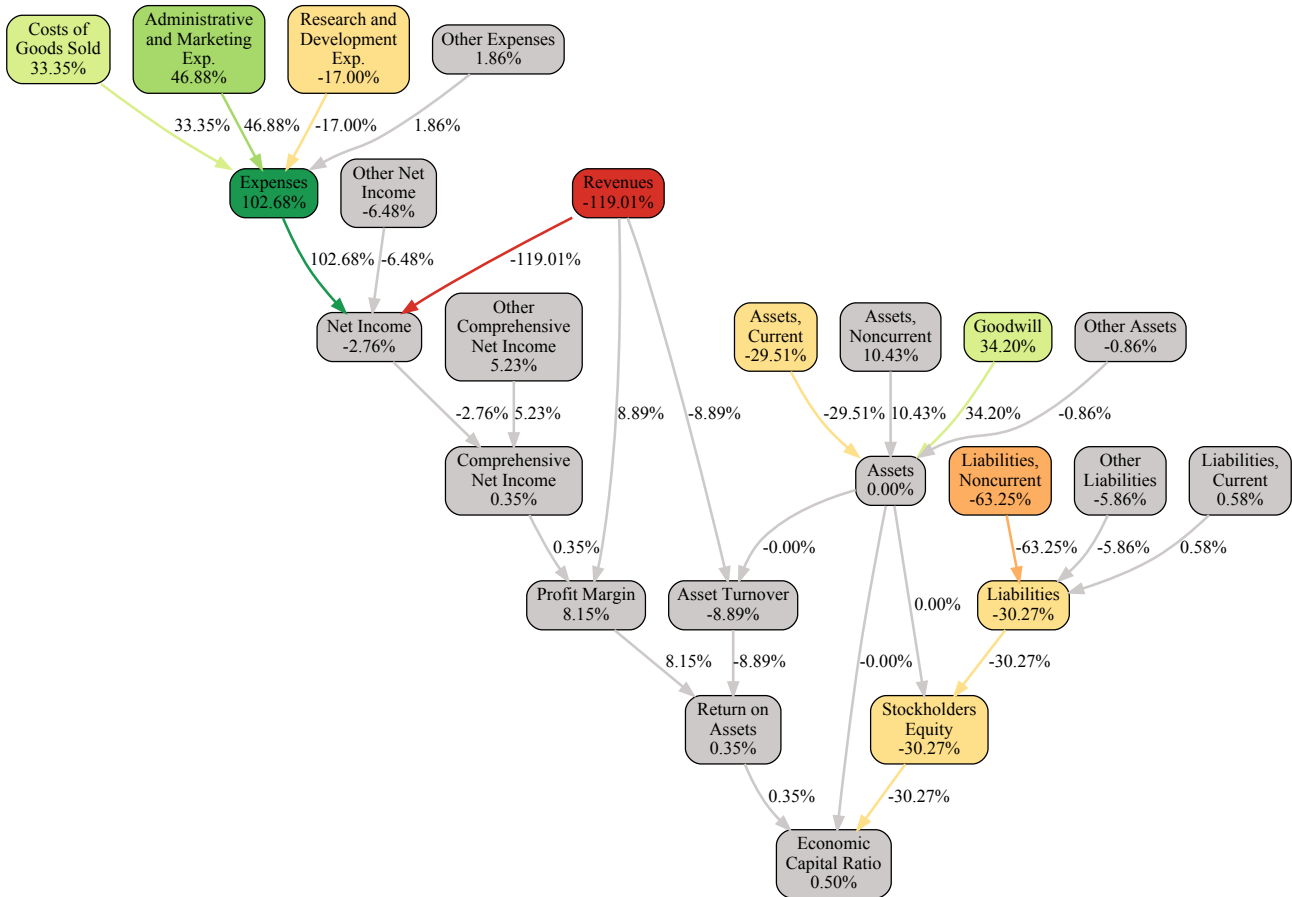 Costs of
Goods Sold
33.35%
Administrative
and Marketing
Exp.
46.88%
Research and
Development
Exp.
-17.00%
Other Expenses
1.86%
33.35%
46.88%
-17.00%
1.86%
Expenses
102.68%
Other Net
Income
-6.48%
Revenues
-119.01%
102.68%
-6.48%
-119.01%
Net Income
-2.76%
Other
Comprehensive
Net Income
5.23%
Assets,
Current
-29.51%
Assets,
Noncurrent
10.43%
Goodwill
34.20%
Other Assets
-0.86%
-2.76%
5.23%
8.89%
-8.89%
-29.51%
10.43%
34.20%
-0.86%
Comprehensive
Net Income
0.35%
Assets
0.00%
Liabilities,
Noncurrent
-63.25%
Other
Liabilities
-5.86%
Liabilities,
Current
0.58%
0.35%
-0.00%
-63.25%
-5.86%
0.58%
Profit Margin
8.15%
Asset Turnover
-8.89%
0.00%
Liabilities
-30.27%
8.15%
-8.89%
-0.00%
-30.27%
Return on
Assets
0.35%
Stockholders
Equity
-30.27%
0.35%
-30.27%
Economic
Capital Ratio
0.50%